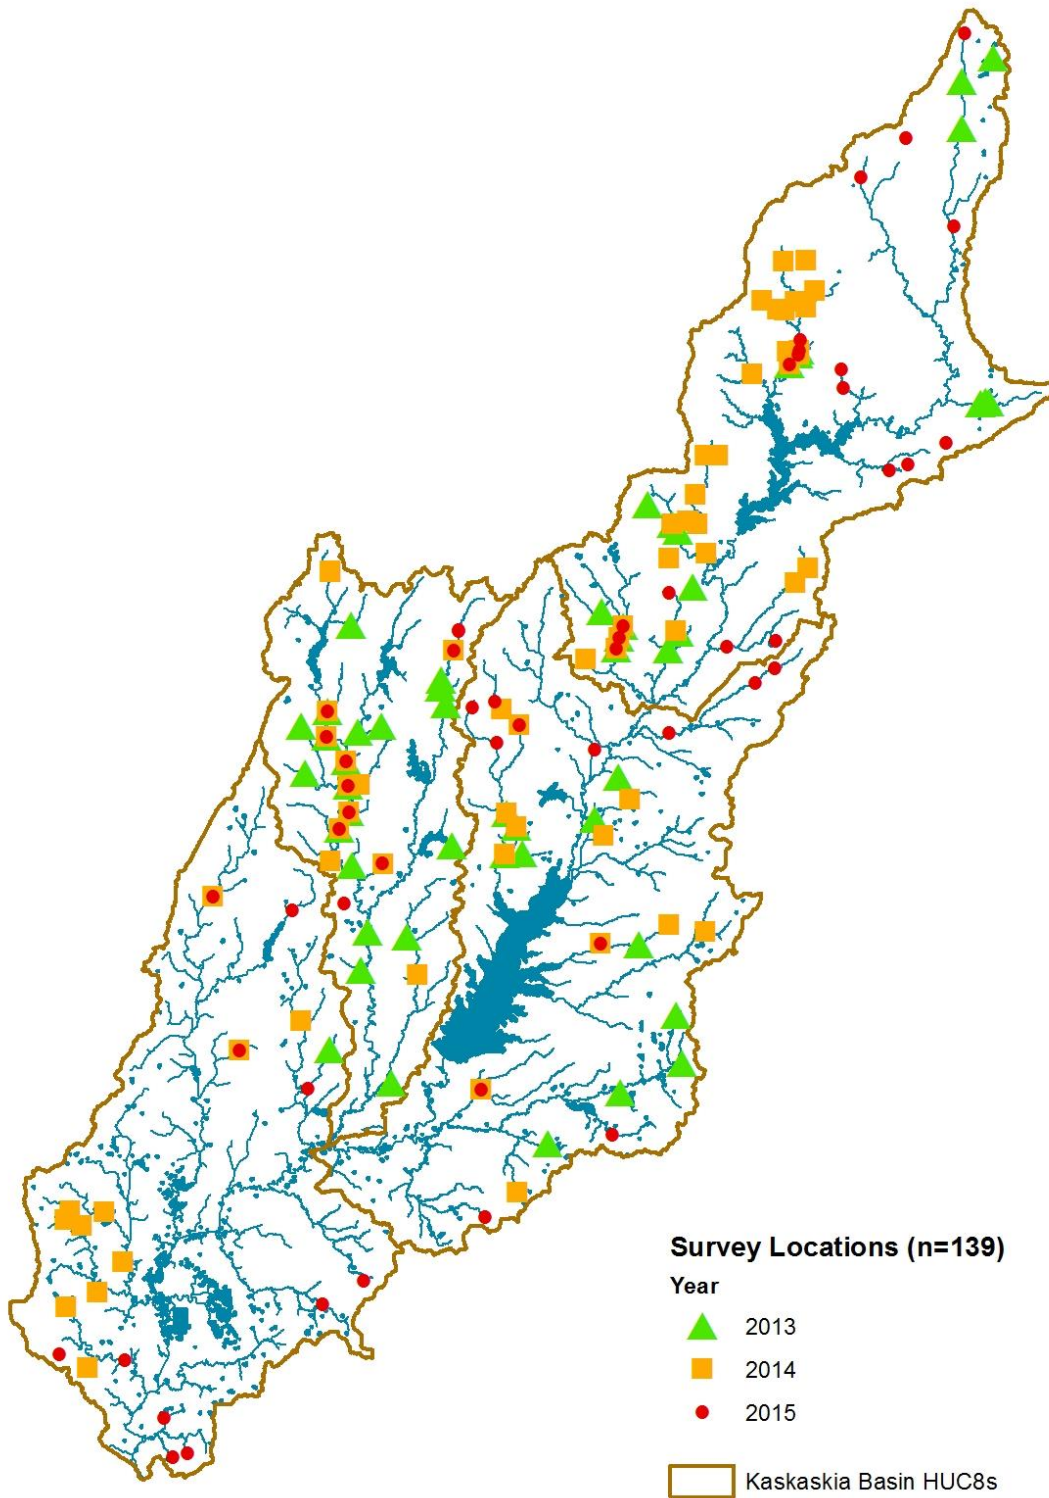 Survey Locations (n=139)
Year
2013
2014
2015
Kaskaskia Basin HUC8s